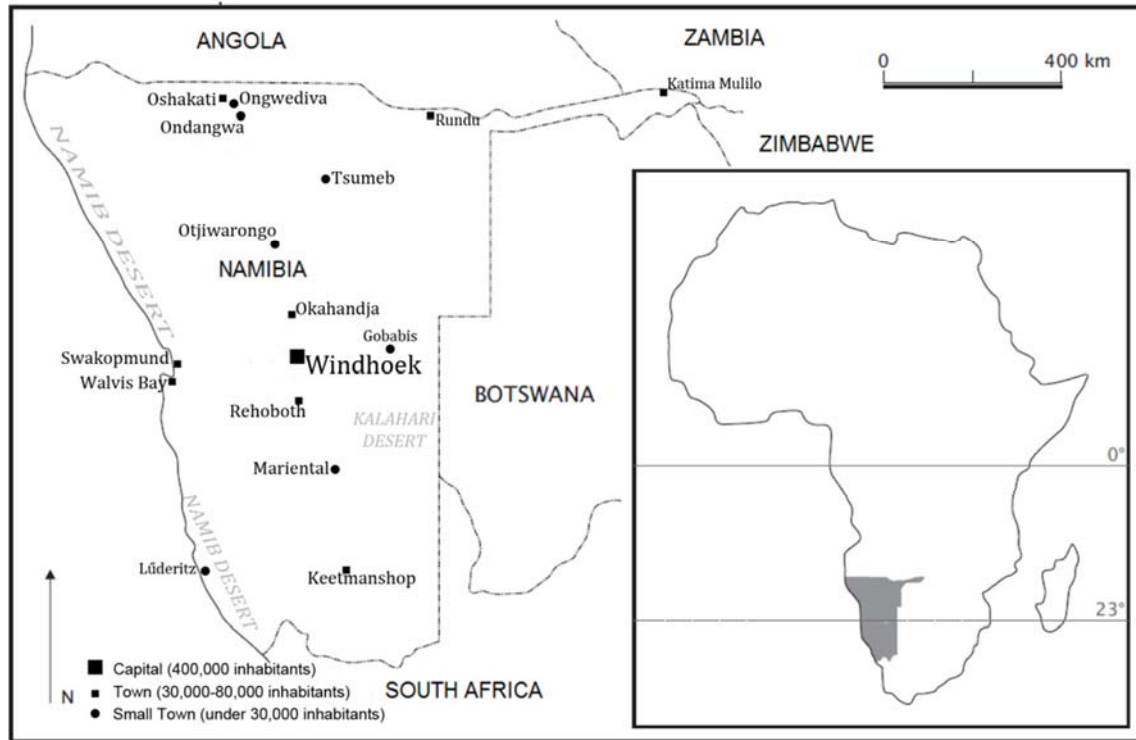 ANGOLA
ZAMBIA
0
400 km
Katima Mulilo
Oshakati
Ongwediva
Ondangwa
Rundu
ZIMBABWE
NAMIB DESERT
Tsumeb
Otjiwarongo
NAMIBIA
Okahandja
Gobabis
Swakopmund
Windhoek
Walvis Bay
BOTSWANA
Rehoboth
KALAHARI
DESERT
Mariental
NAMIB DESERT
Lűderitz
Keetmanshop
N
Capital (400,000 inhabitants)
Town (30,000-80,000 inhabitants)
Small Town (under 30,000 inhabitants)
SOUTH AFRICA
0°
23°